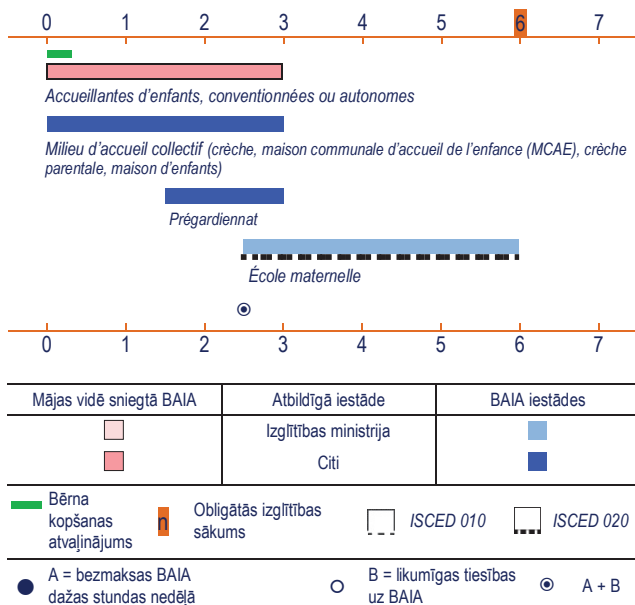 0 1 2 3 4 5 6 7
Accueillantes d'enfants, conventionnées ou autonomes
Milieu d'accueil collectif (crèche, maison communale d'accueil de l'enfance (MCAE), crèche
parentale, maison d'enfants)
Prégardiennat
École maternelle
0 1 2 3 4 5 6 7
Mājas vidē sniegtā BAIA Atbildīgā iestāde BAIA iestādes
Izglītības ministrija
Citi
Bērna
kopšanas
atvaļinājums
n Obligātās izglītības
sākums
ISCED 010
ISCED 020
A = bezmaksas BAIA
dažas stundas nedēļā
B = likumīgas tiesības
uz BAIA
A + B